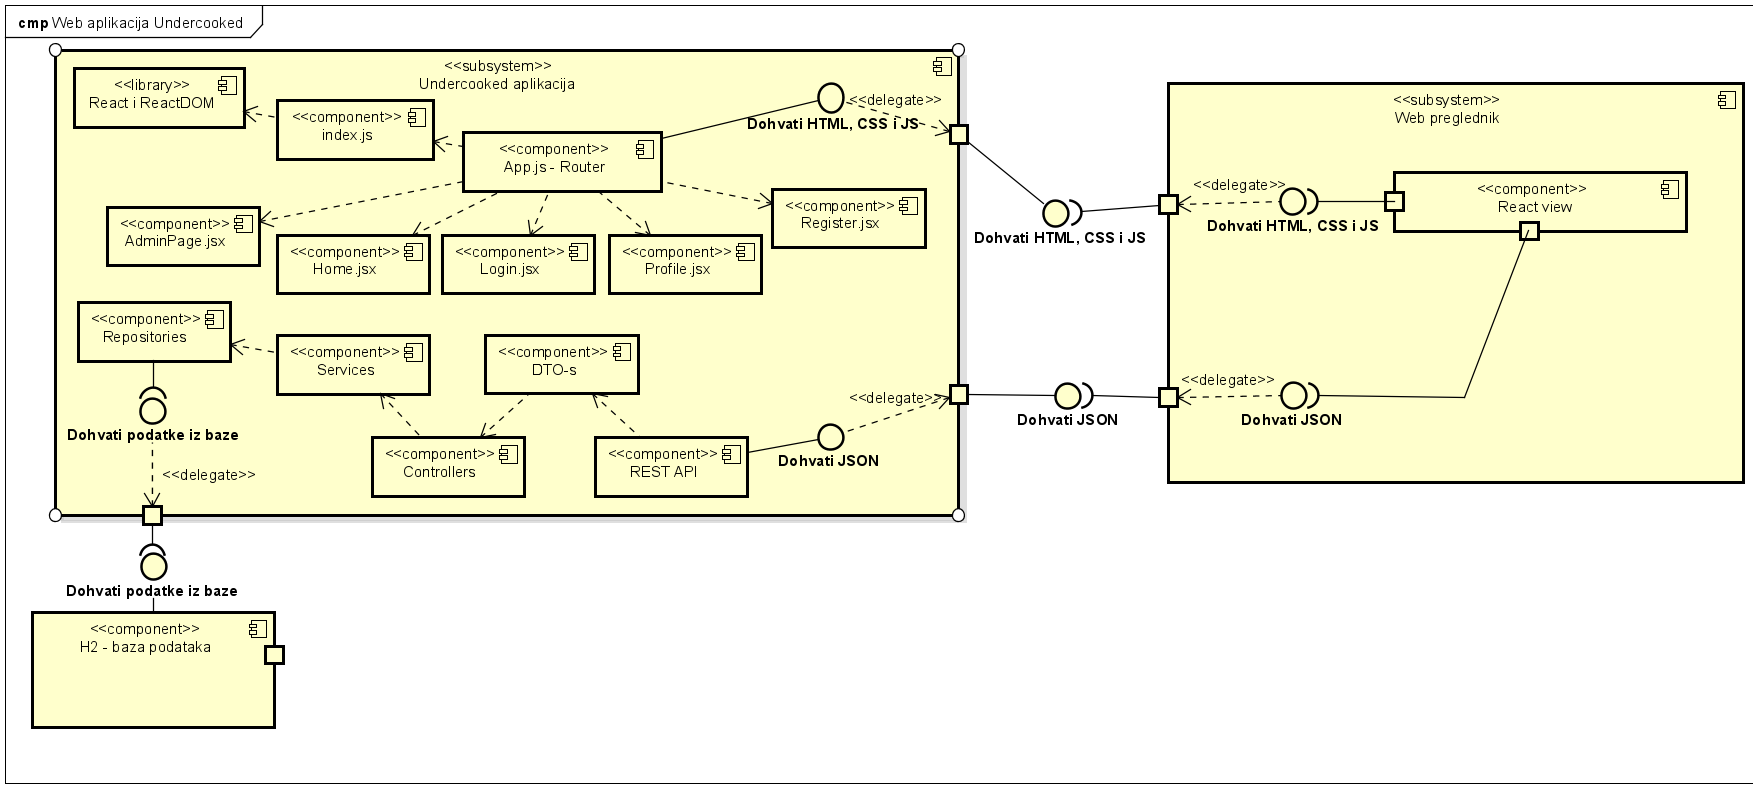 cmp Web aplikacija Undercooked
<<subsystem>>
Undercooked aplikacija
<<library>>
React i ReactDOM
<<component>>
index.js
<<component>>
App.js - Router
<<delegate>>
Dohvati HTML, CSS i JS
<<component>>
AdminPage.jsx
<<component>>
Home.jsx
<<component>>
Login.jsx
<<component>>
Profile.jsx
<<component>>
Register.jsx
<<component>>
Repositories
<<component>>
Services
<<component>>
DTO-s
<<component>>
Controllers
<<component>>
REST API
<<delegate>>
Dohvati JSON
Dohvati podatke iz baze
<<delegate>>
Dohvati podatke iz baze
<<component>>
H2 - baza podataka
Dohvati HTML, CSS i JS
Dohvati JSON
<<subsystem>>
Web preglednik
<<delegate>>
Dohvati HTML, CSS i JS
<<component>>
React view
<<delegate>>
Dohvati JSON